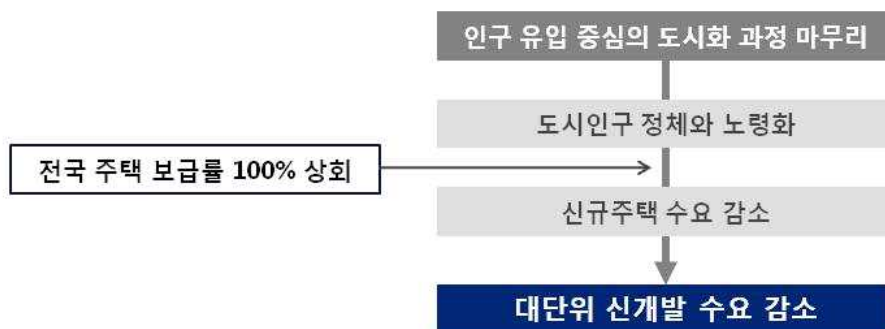 인구 유입 중심의 도시화 과정 마무리
도시인구 정체와 노령화
전국 주택 보급률 100% 상회
신규주택 수요 감소
대단위 신개발 수요 감소